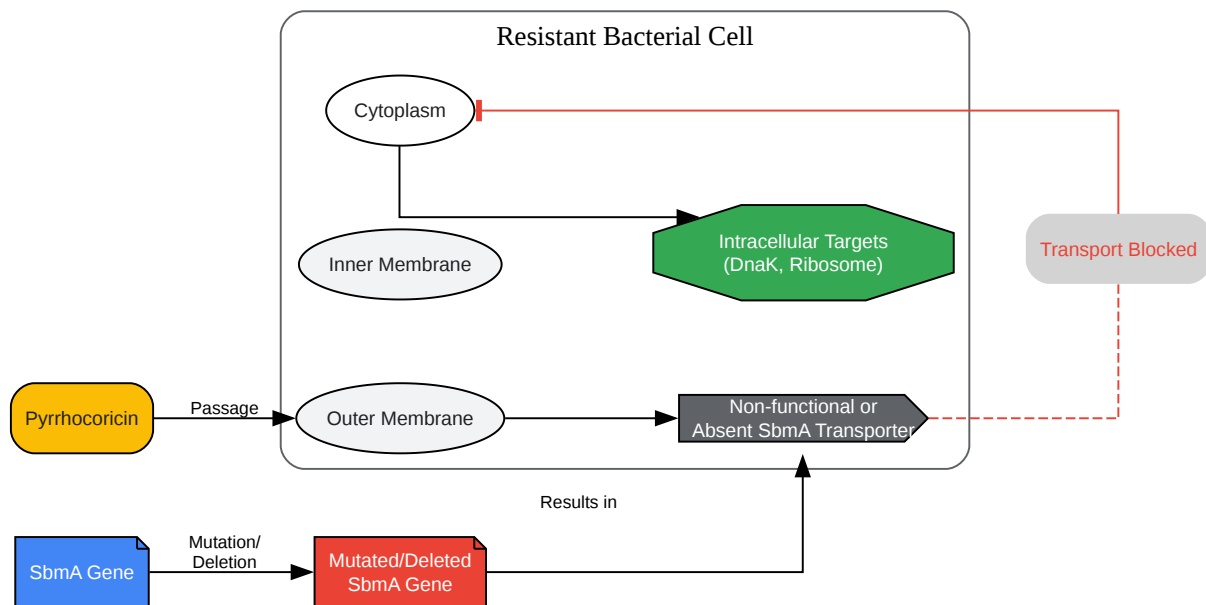 Resistant Bacterial Cell
Cytoplasm
Intracellular Targets
(DnaK, Ribosome)
Transport Blocked
Inner Membrane
Pyrrhocoricin
Passage
Outer Membrane
Non-functional or
Absent SbmA Transporter
Results in
SbmA Gene
Mutation/
Deletion
Mutated/Deleted
SbmA Gene